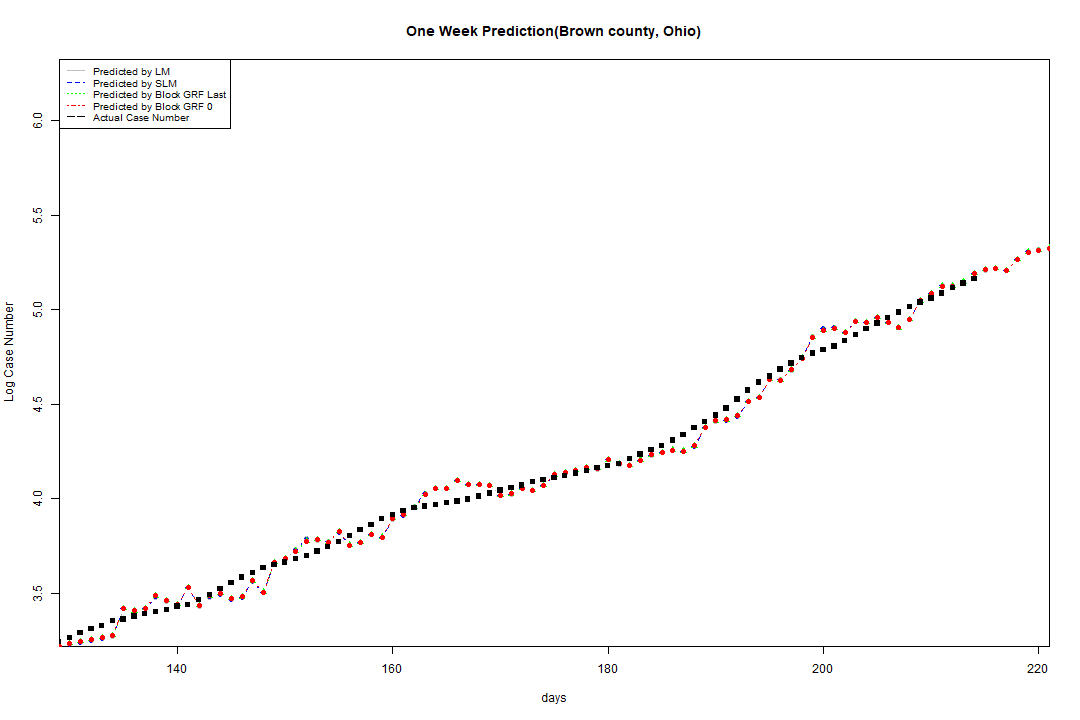 One Week Prediction(Brown county, Ohio)
Predicted by LM
Predicted by SLM
Predicted by Block GRF Last
Predicted by Block GRF 0
Actual Case Number
6.0
5.5
5.0
4.5
4.0
3.5
Log Case Number
140 160 180 200 220
days